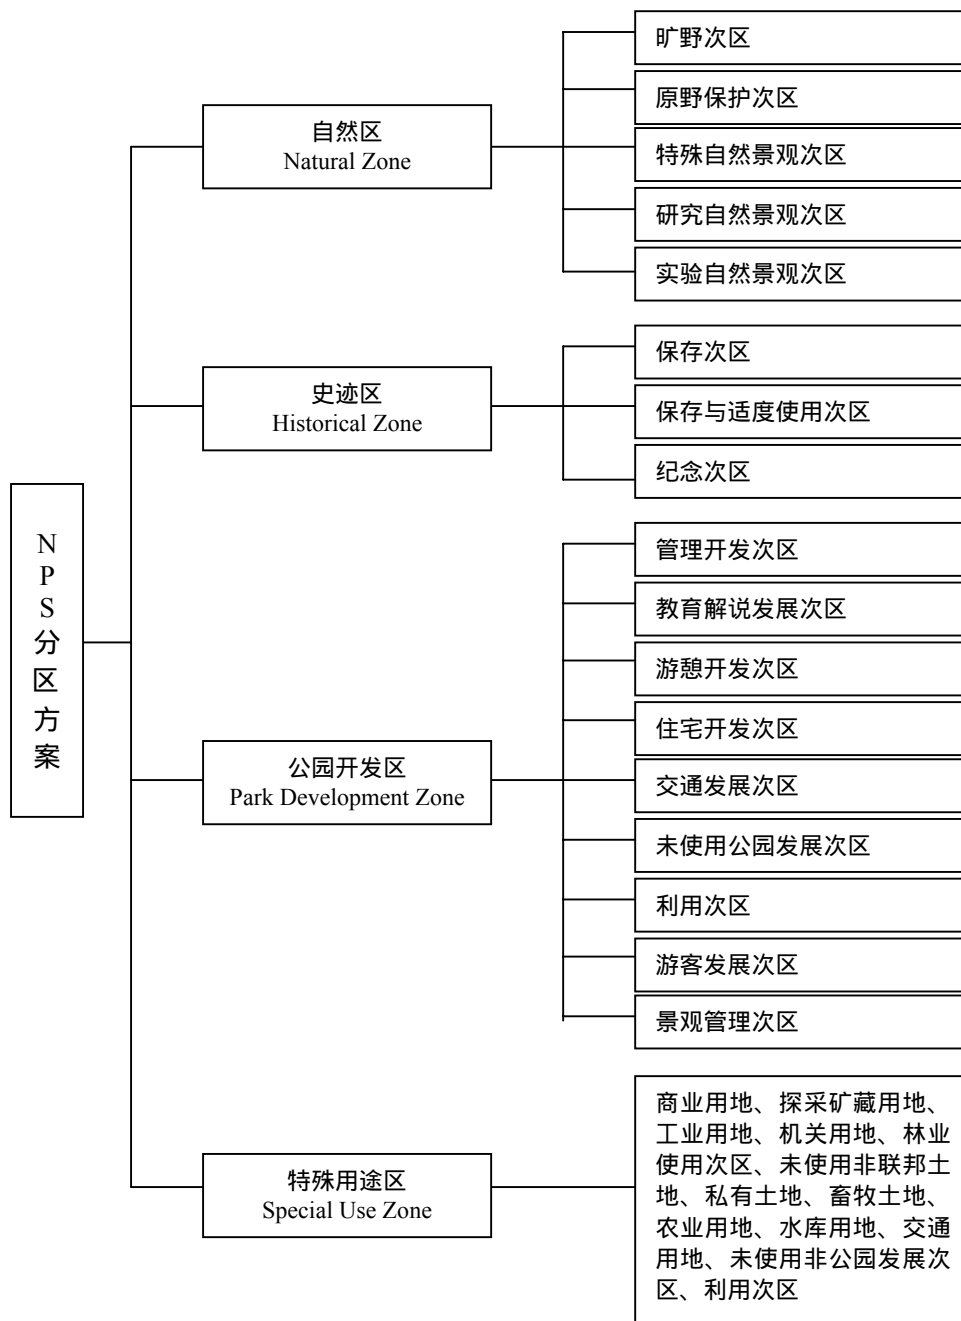 NPS分区方案
自然区
Natural Zone
旷野次区
原野保护次区
特殊自然景观次区
研究自然景观次区
实验自然景观次区
史迹区
Historical Zone
保存次区
保存与适度使用次区
纪念次区
公园开发区
Park Development Zone
管理开发次区
教育解说发展次区
游憩开发次区
住宅开发次区
交通发展次区
未使用公园发展次区
利用次区
游客发展次区
景观管理次区
特殊用途区
Special Use Zone
商业用地、探采矿藏用地、
工业用地、机关用地、林业
使用次区、未使用非联邦土
地、私有土地、畜牧土地、
农业用地、水库用地、交通
用地、未使用非公园发展次
区、利用次区